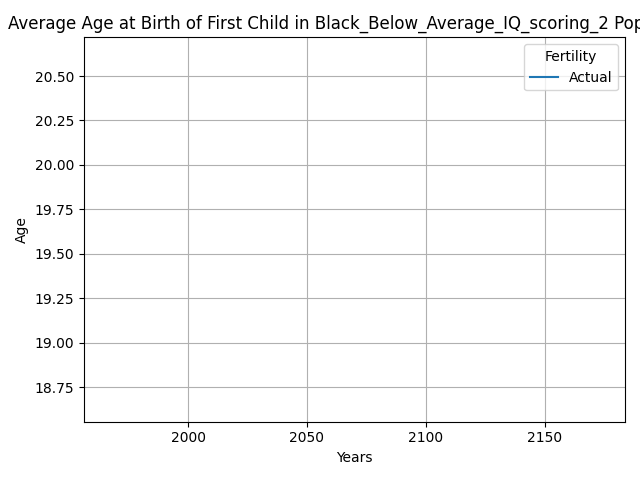 Average Age at Birth of First Child in Black_Below_Average_IQ_scoring_2 Pop
Fertility
Actual
20.50
20.25
20.00
19.75
19.50
19.25
19.00
18.75
Age
2000 2050 2100 2150
Years